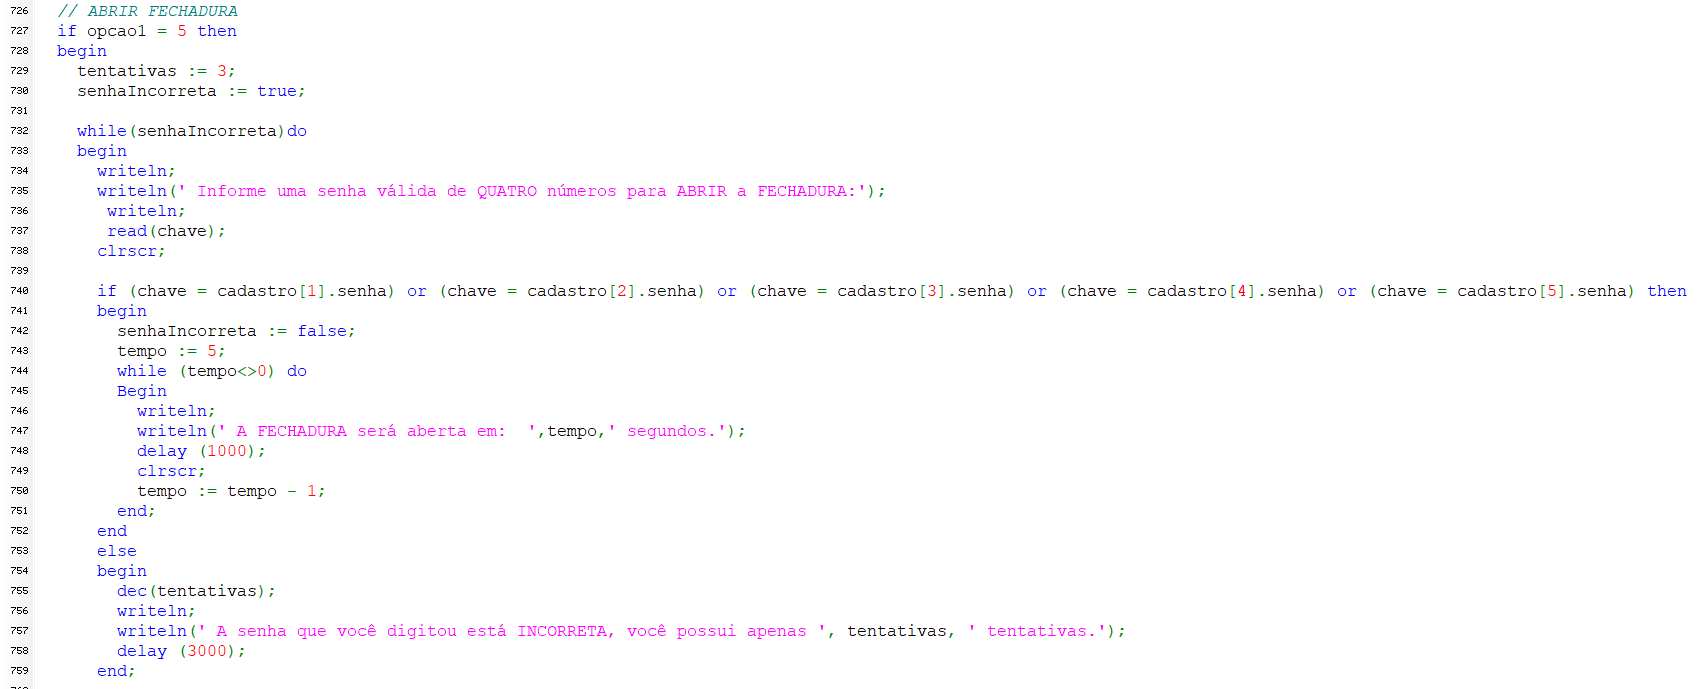 726 // ABRIR FECHADURA
727 if opcao1 = 5 then
728 begin
729 tentativas := 3;
730 senhaIncorreta := true;
731
732 while(senhaIncorreta)do
733 begin
734 writeln;
735 writeln(' Informe uma senha válida de QUATRO números para ABRIR a FECHADURA:');
736 writeln;
737 read(chave);
738 clrscr;
739
740 if (chave = cadastro[1].senha) or (chave = cadastro[2].senha) or (chave = cadastro[3].senha) or (chave = cadastro[4].senha) or (chave = cadastro[5].senha) then
741 begin
742 senhaIncorreta := false;
743 tempo := 5;
744 while (tempo<>0) do
745 Begin
746 writeln;
747 writeln(' A FECHADURA será aberta em:  ',tempo,' segundos.');
748 delay (1000);
749 clrscr;
750 tempo := tempo - 1;
751 end;
752 end
753 else
754 begin
755 dec(tentativas);
756 writeln;
757 writeln(' A senha que você digitou está INCORRETA, você possui apenas ', tentativas, ' tentativas.');
758 delay (3000);
759 end;